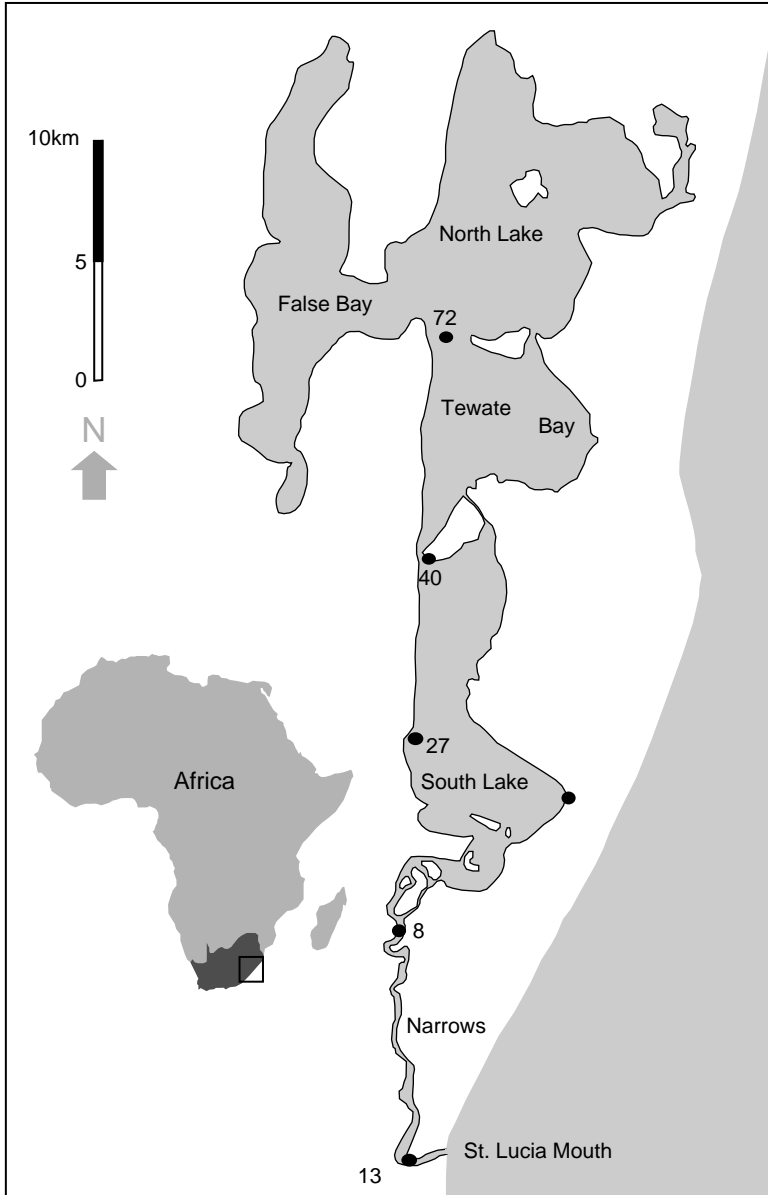 10km
North Lake
5
False Bay
72
0
Tewate
Bay
N
40
27
Africa
South Lake
8
Narrows
St. Lucia Mouth
13